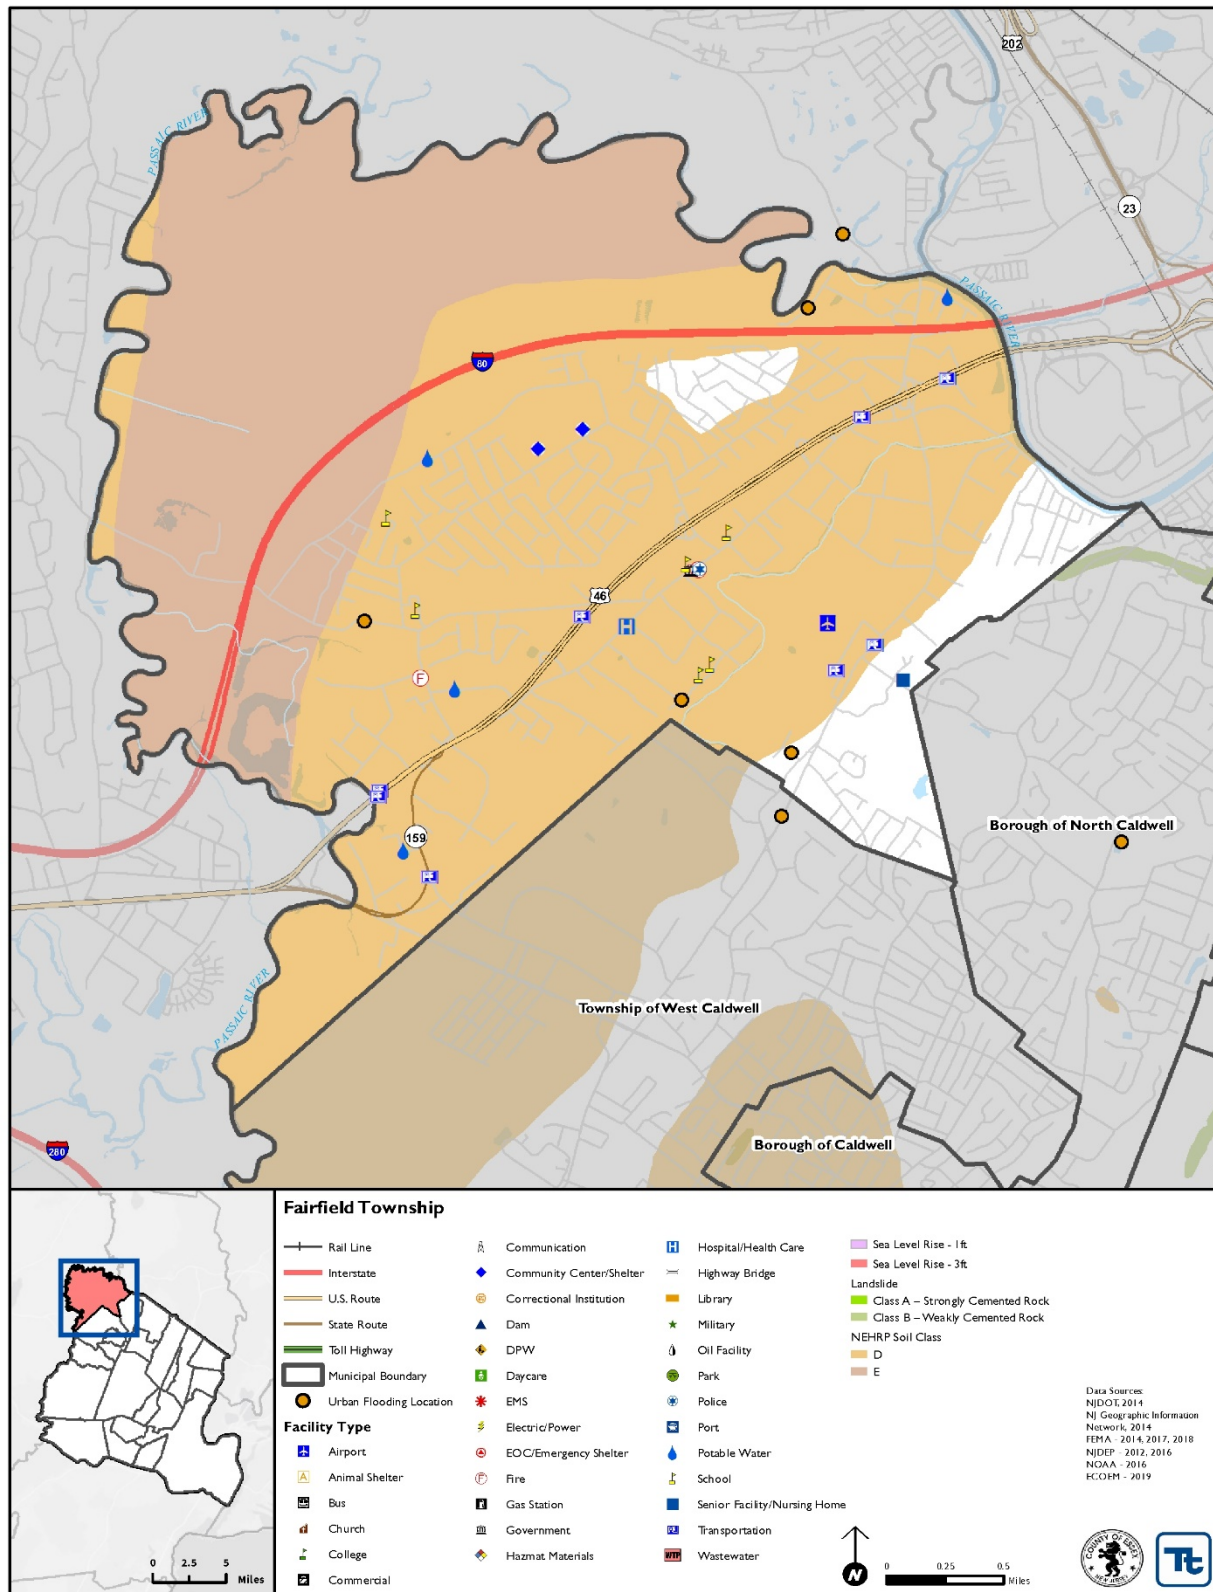 202
PASSAIC RIVER
23
PASSAIC RIVER
80
46
159
Borough of North Caldwell
PASSAIC RIVER
Township of West Caldwell
Borough of Caldwell
280
Fairfield Township
Rail Line
Interstate
U.S. Route
State Route
Toll Highway
Municipal Boundary
Urban Flooding Location
Facility Type
Airport
A Animal Shelter
Bus
Church
College
Commercial
Communication
Community Center/Shelter
Correctional Institution
Dam
DPW
Daycare
EMS
Electric/Power
EOC/Emergency Shelter
F Fire
Gas Station
Government
Hazmat Materials
H Hospital/Health Care
Highway Bridge
Library
Military
Oil Facility
Park
Police
Port
Potable Water
School
Senior Facility/Nursing Home
Transportation
WTP Wastewater
Sea Level Rise - 1ft
Sea Level Rise - 3ft
Landslide
Class A – Strongly Cemented Rock
Class B – Weakly Cemented Rock
NEHRP Soil Class
D
E
Data Sources:
NJDOT, 2014
NJ Geographic Information
Network, 2014
FEMA - 2014, 2017, 2018
NJDEP - 2012, 2016
NOAA - 2016
ECOEM - 2019
0 2.5 5
Miles
N
0 0.25 0.5
Miles
COUNTY OF ESSEX
NEW JERSEY
Tt